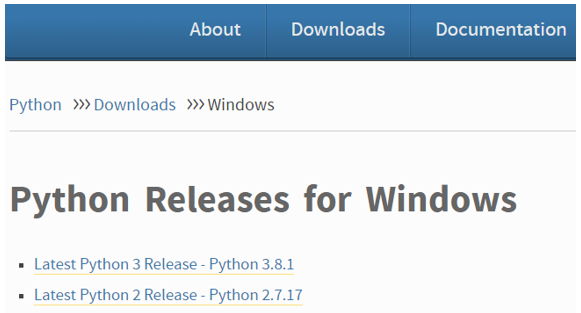 About Downloads Documentation
Python >>> Downloads >>> Windows
Python Releases for Windows
Latest Python 3 Release - Python 3.8.1
Latest Python 2 Release - Python 2.7.17